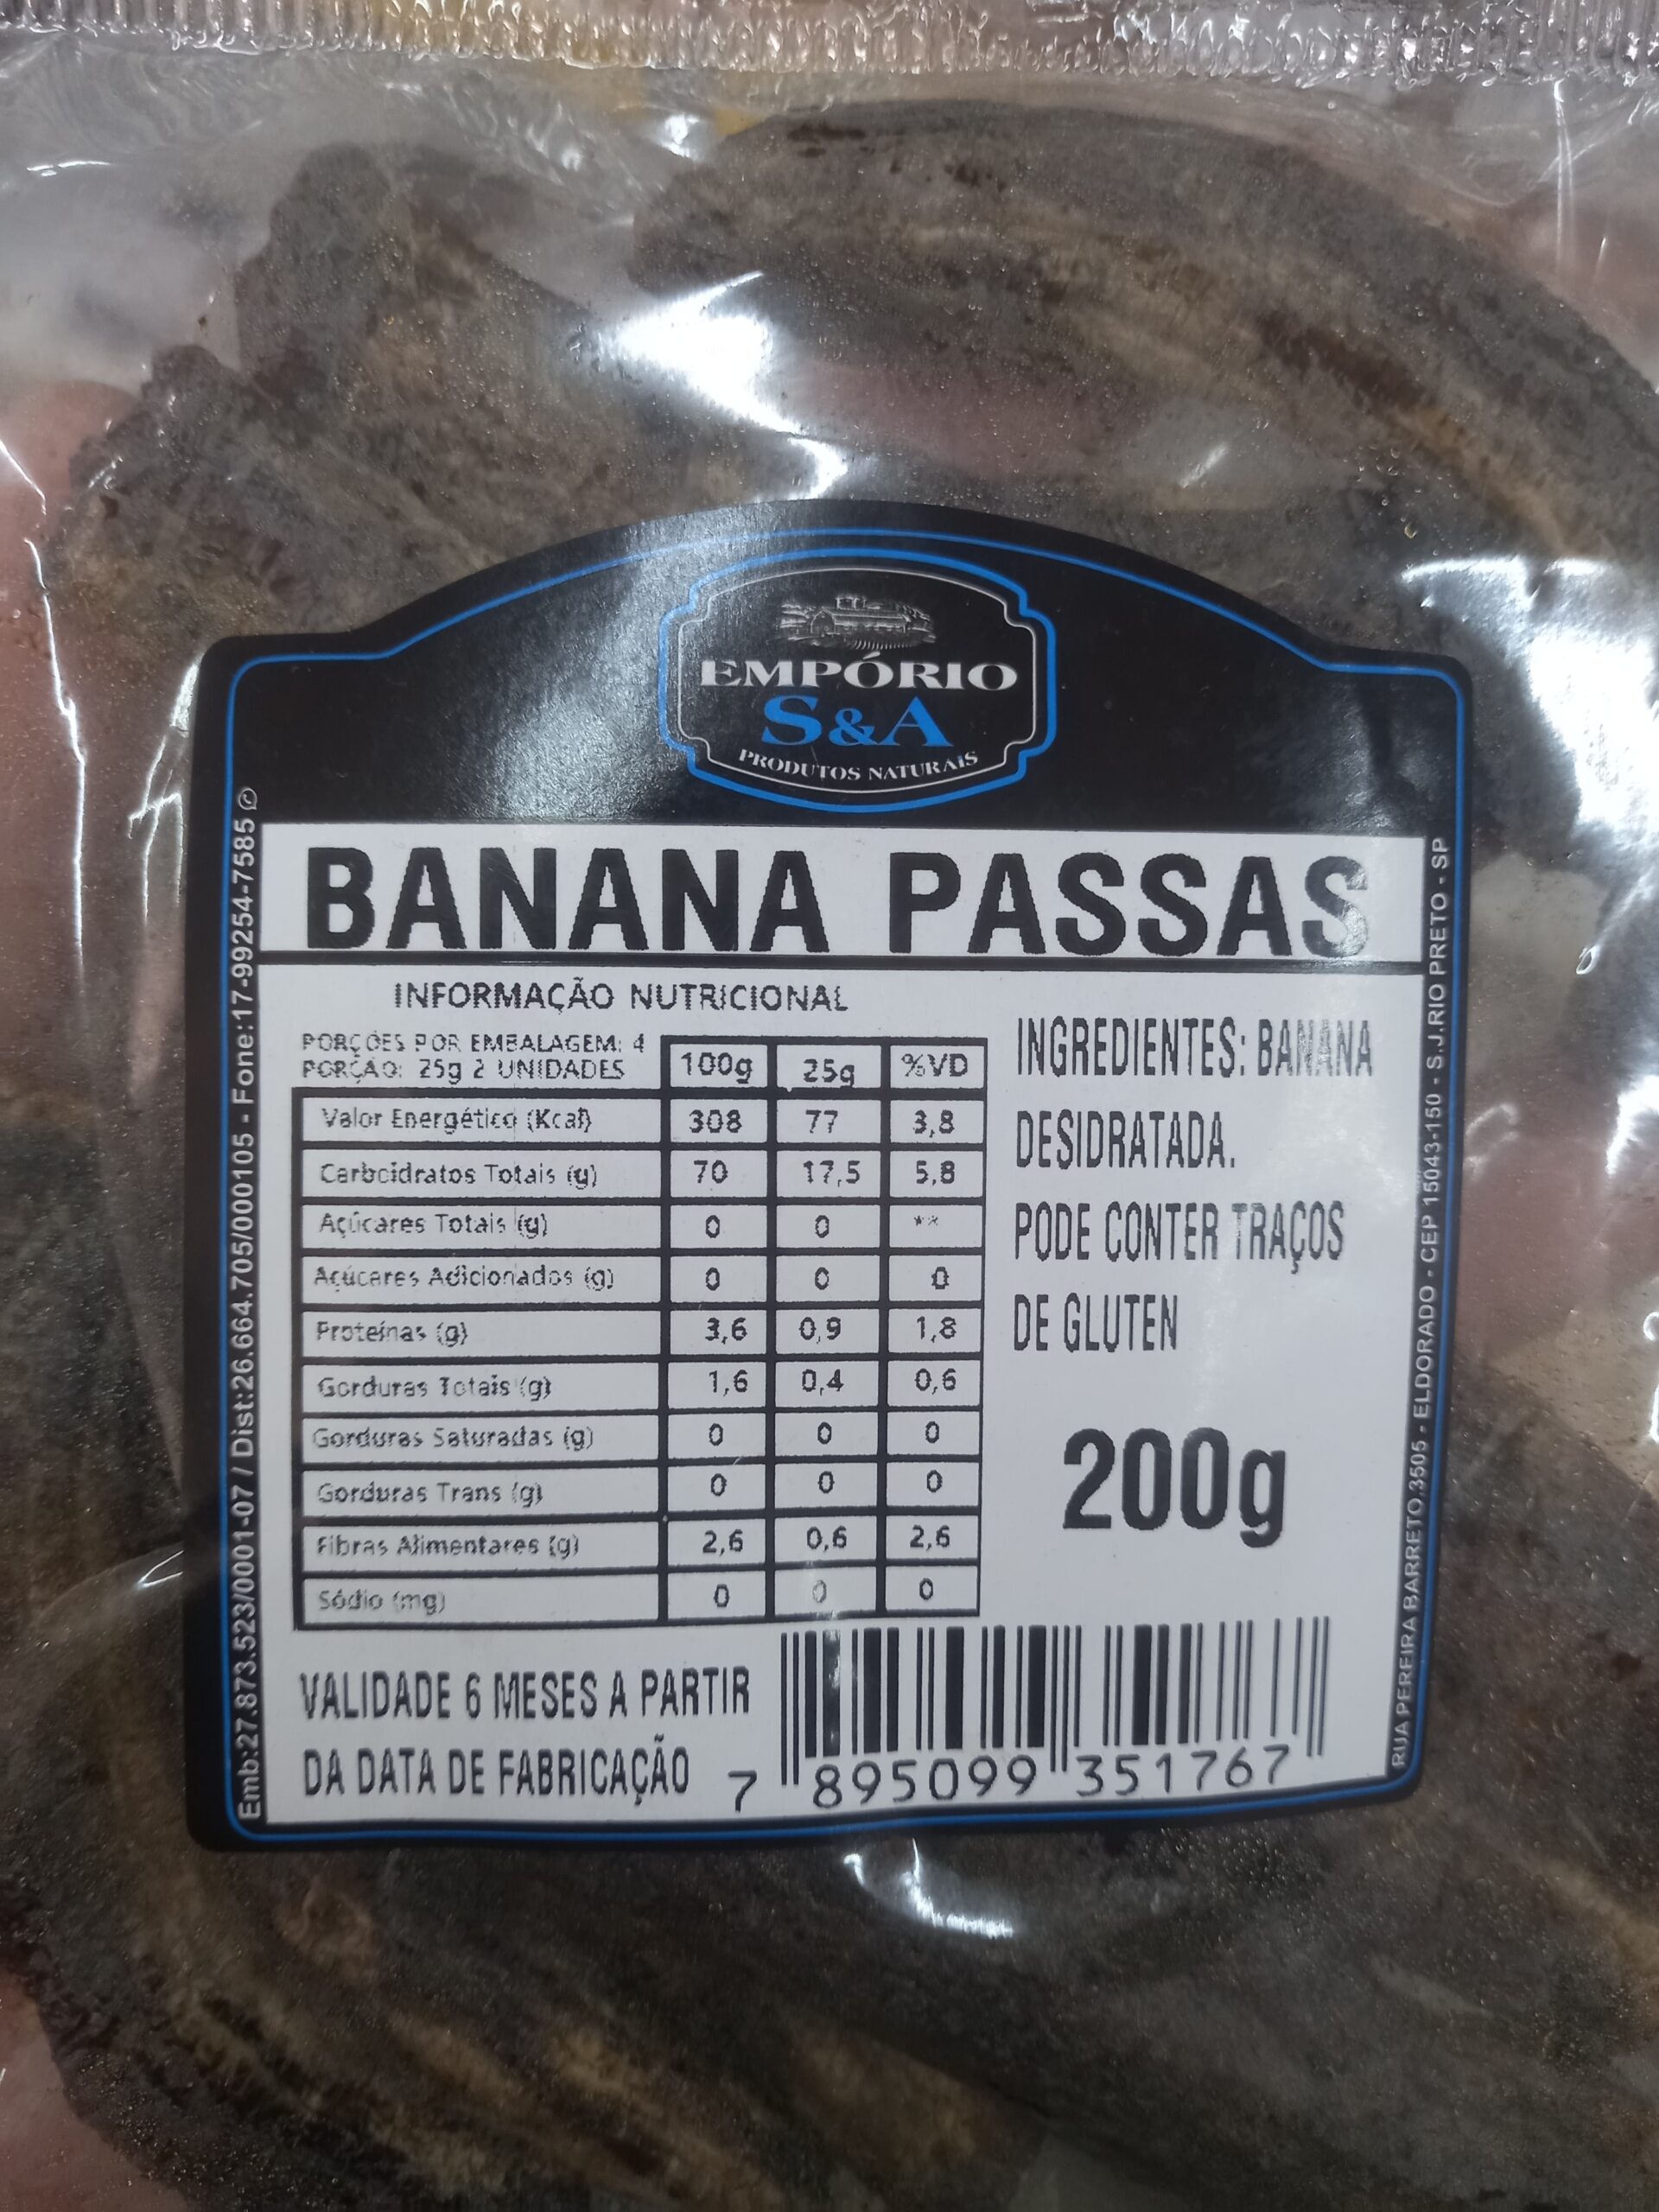 EMPÓRIO
S&A
PRODUTOS NATURAIS
BANANA PASSAS
INFORMAÇÃO NUTRICIONAL
PORÇÕES POR EMBALAGEM: 4
PORÇÃO: 25g 2 UNIDADES
100g 25g %VD
Valor Energético (Kcal) 308 77 3,8
Carboidratos Totais (g) 70 17,5 5,8
Açúcares Totais (g) 0 0 **
Açúcares Adicionados (g) 0 0 0
Proteínas (g) 3,6 0,9 1,8
Gorduras Totais (g) 1,6 0,4 0,6
Gorduras Saturadas (g) 0 0 0
Gorduras Trans (g) 0 0 0
Fibras Alimentares (g) 2,6 0,6 2,6
Sódio (mg) 0 0 0
INGREDIENTES: BANANA
DESIDRATADA.
PODE CONTER TRAÇOS
DE GLUTEN
200g
VALIDADE 6 MESES A PARTIR
DA DATA DE FABRICAÇÃO
7 895099 351767
Emb:27.873.523/0001-07 / Dist:26.664.705/000105 - Fone:17-99254-7585
RUA PEREIRA BARRETO,3505 - ELDORADO - CEP 15043-150 - S.J.RIO PRETO - SP